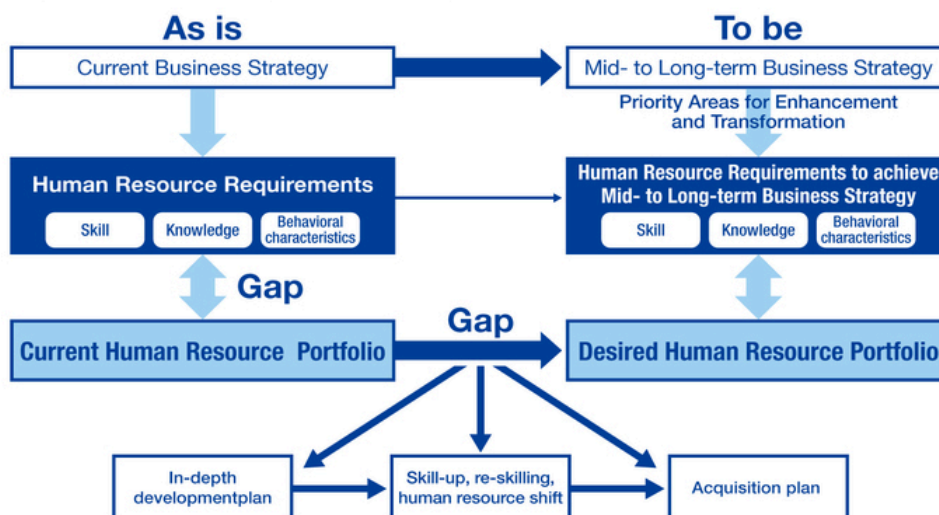 As is
To be
Current Business Strategy
Mid- to Long-term Business Strategy
Priority Areas for Enhancement
and Transformation
Human Resource Requirements
Skill
Knowledge
Behavioral
characteristics
Human Resource Requirements to achieve
Mid- to Long-term Business Strategy
Skill
Knowledge
Behavioral
characteristics
Gap
Gap
Current Human Resource Portfolio
Desired Human Resource Portfolio
In-depth
developmentplan
Skill-up, re-skilling,
human resource shift
Acquisition plan